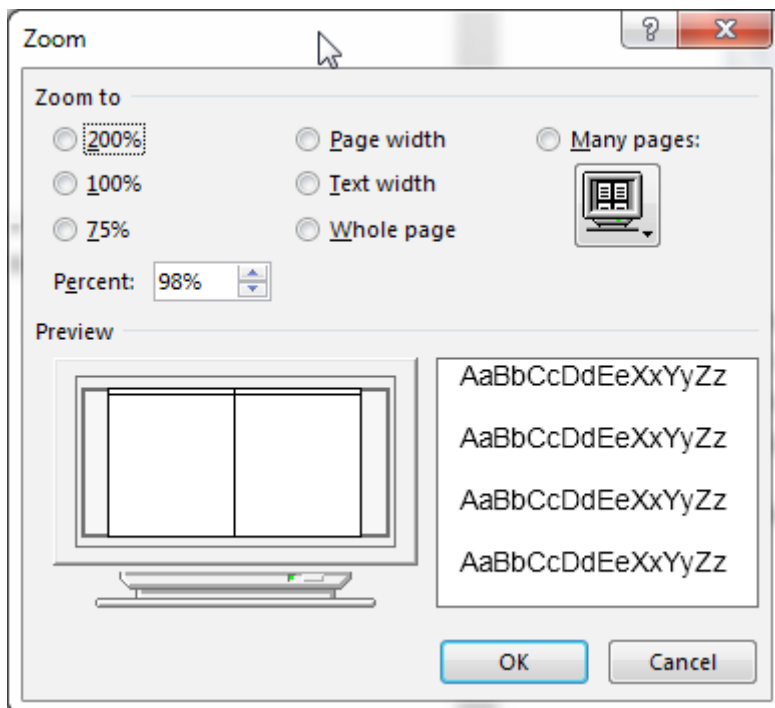 Zoom
Zoom to
200% Page width Many pages:
100% Text width
75% Whole page
Percent: 98%
Preview
AaBbCcDdEeXxYyZz
AaBbCcDdEeXxYyZz
AaBbCcDdEeXxYyZz
AaBbCcDdEeXxYyZz
OK Cancel